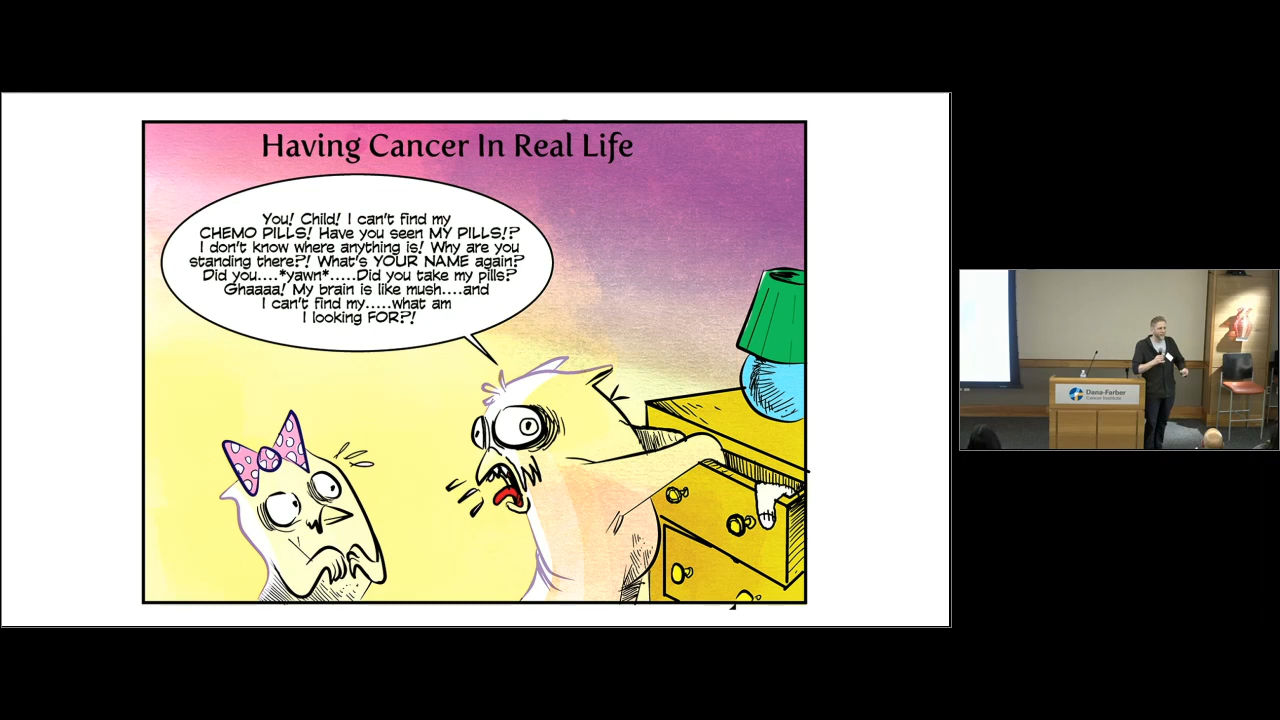 Having Cancer In Real Life
You! Child! I can't find my
CHEMO PILLS! Have you seen MY PILLS!?
I don't know where anything is! Why are you
standing there?! What's YOUR NAME again?
Did you....*yawn*.....Did you take my pills?
Ghaaaa! My brain is like mush....and
I can't find my.....what am
I looking FOR?!
Dana-Farber
Cancer Institute